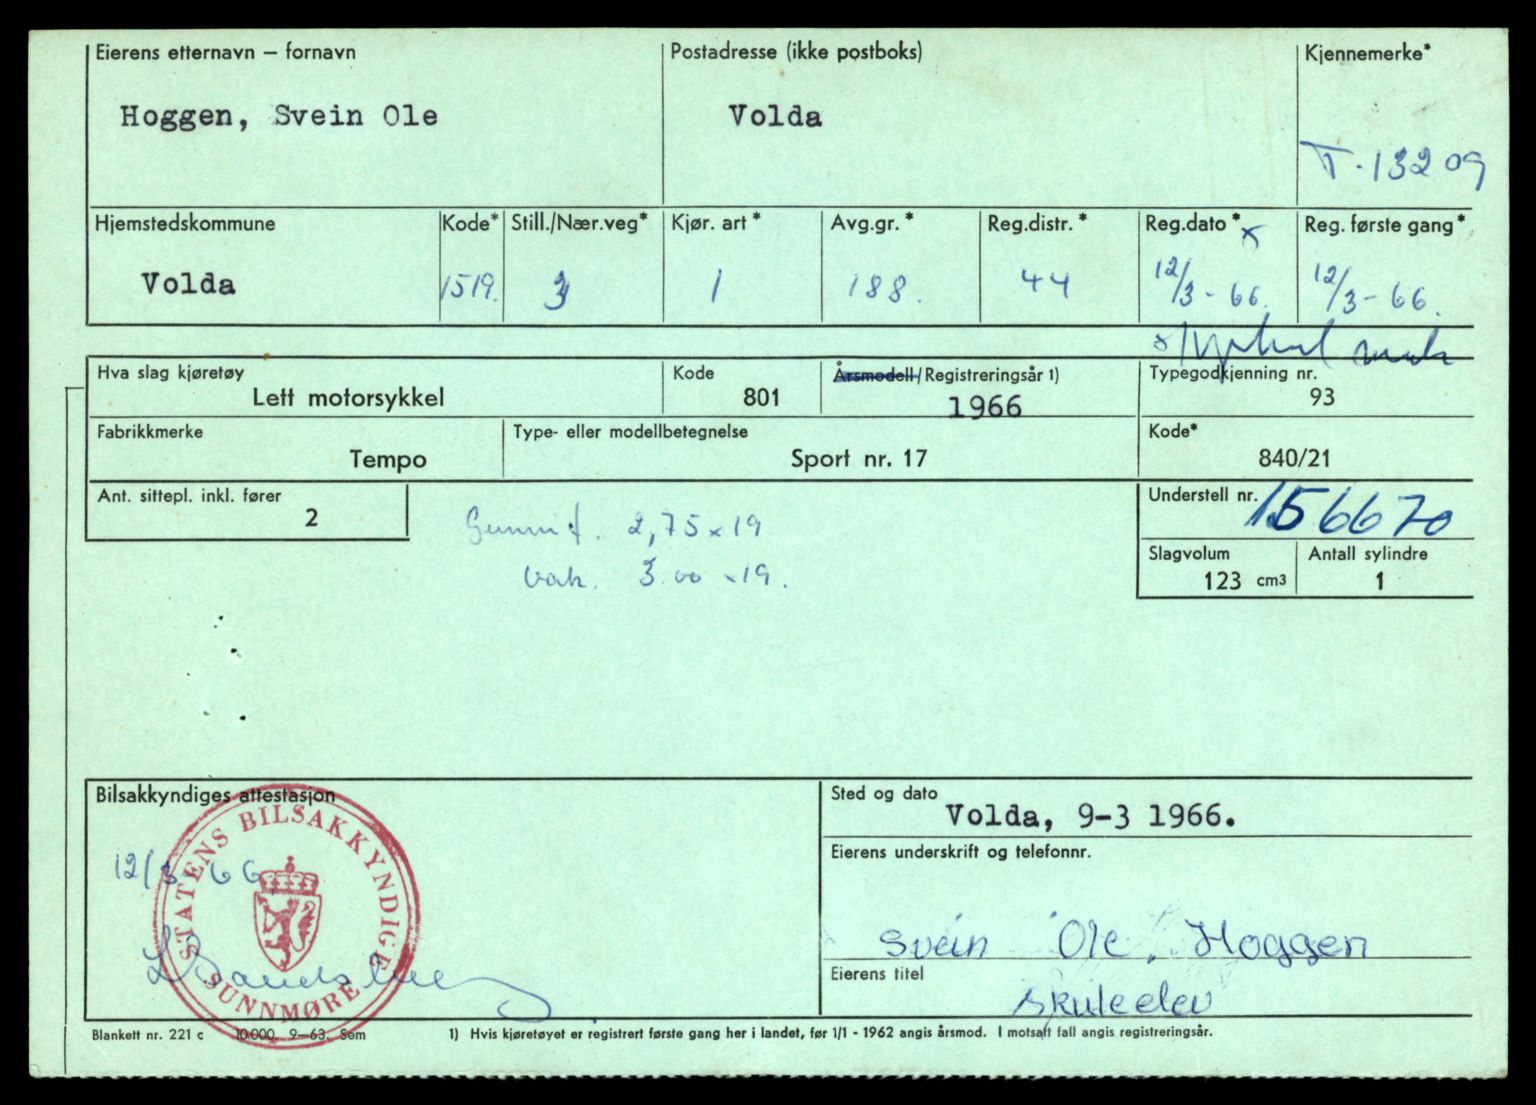 Eierens etternavn — fornavn
Postadresse (ikke postboks)
Kjennemerke*
Hoggen, Svein Ole
Volda
T-13209
Hjemstedskommune
Kode*
Still./Nær.veg*
Kjør. art*
Avg.gr.*
Reg.distr.*
Reg.dato* x
Reg. første gang*
Volda
1519.
3
1
188.
44
12/3-66.
12/3-66.
Hva slag kjøretøy
Lett motorsykkel
Kode
801
Årsmodell/Registreringsår 1)
1966
Typegodkjenning nr.
93
Fabrikkmerke
Tempo
Type- eller modellbetegnelse
Sport nr. 17
Kode*
840/21
Ant. sittepl. inkl. fører
2
Gummi f. 2,75 x 19
bak. 3.00 x 19.
Understell nr.
156670
Slagvolum
123 cm3
Antall sylindre
1
Bilsakkyndiges attestasjon
STATENS BILSAKKYNDIGE
SUNNMØRE
12/3-66
Sted og dato
Volda, 9-3 1966.
Eierens underskrift og telefonnr.
Svein Ole Hoggen
Eierens titel
skuleelev
Blankett nr. 221 c 10.000. 9—63. Sem
1) Hvis kjøretøyet er registrert første gang her i landet, før 1/1 - 1962 angis årsmod. I motsatt fall angis registreringsår.